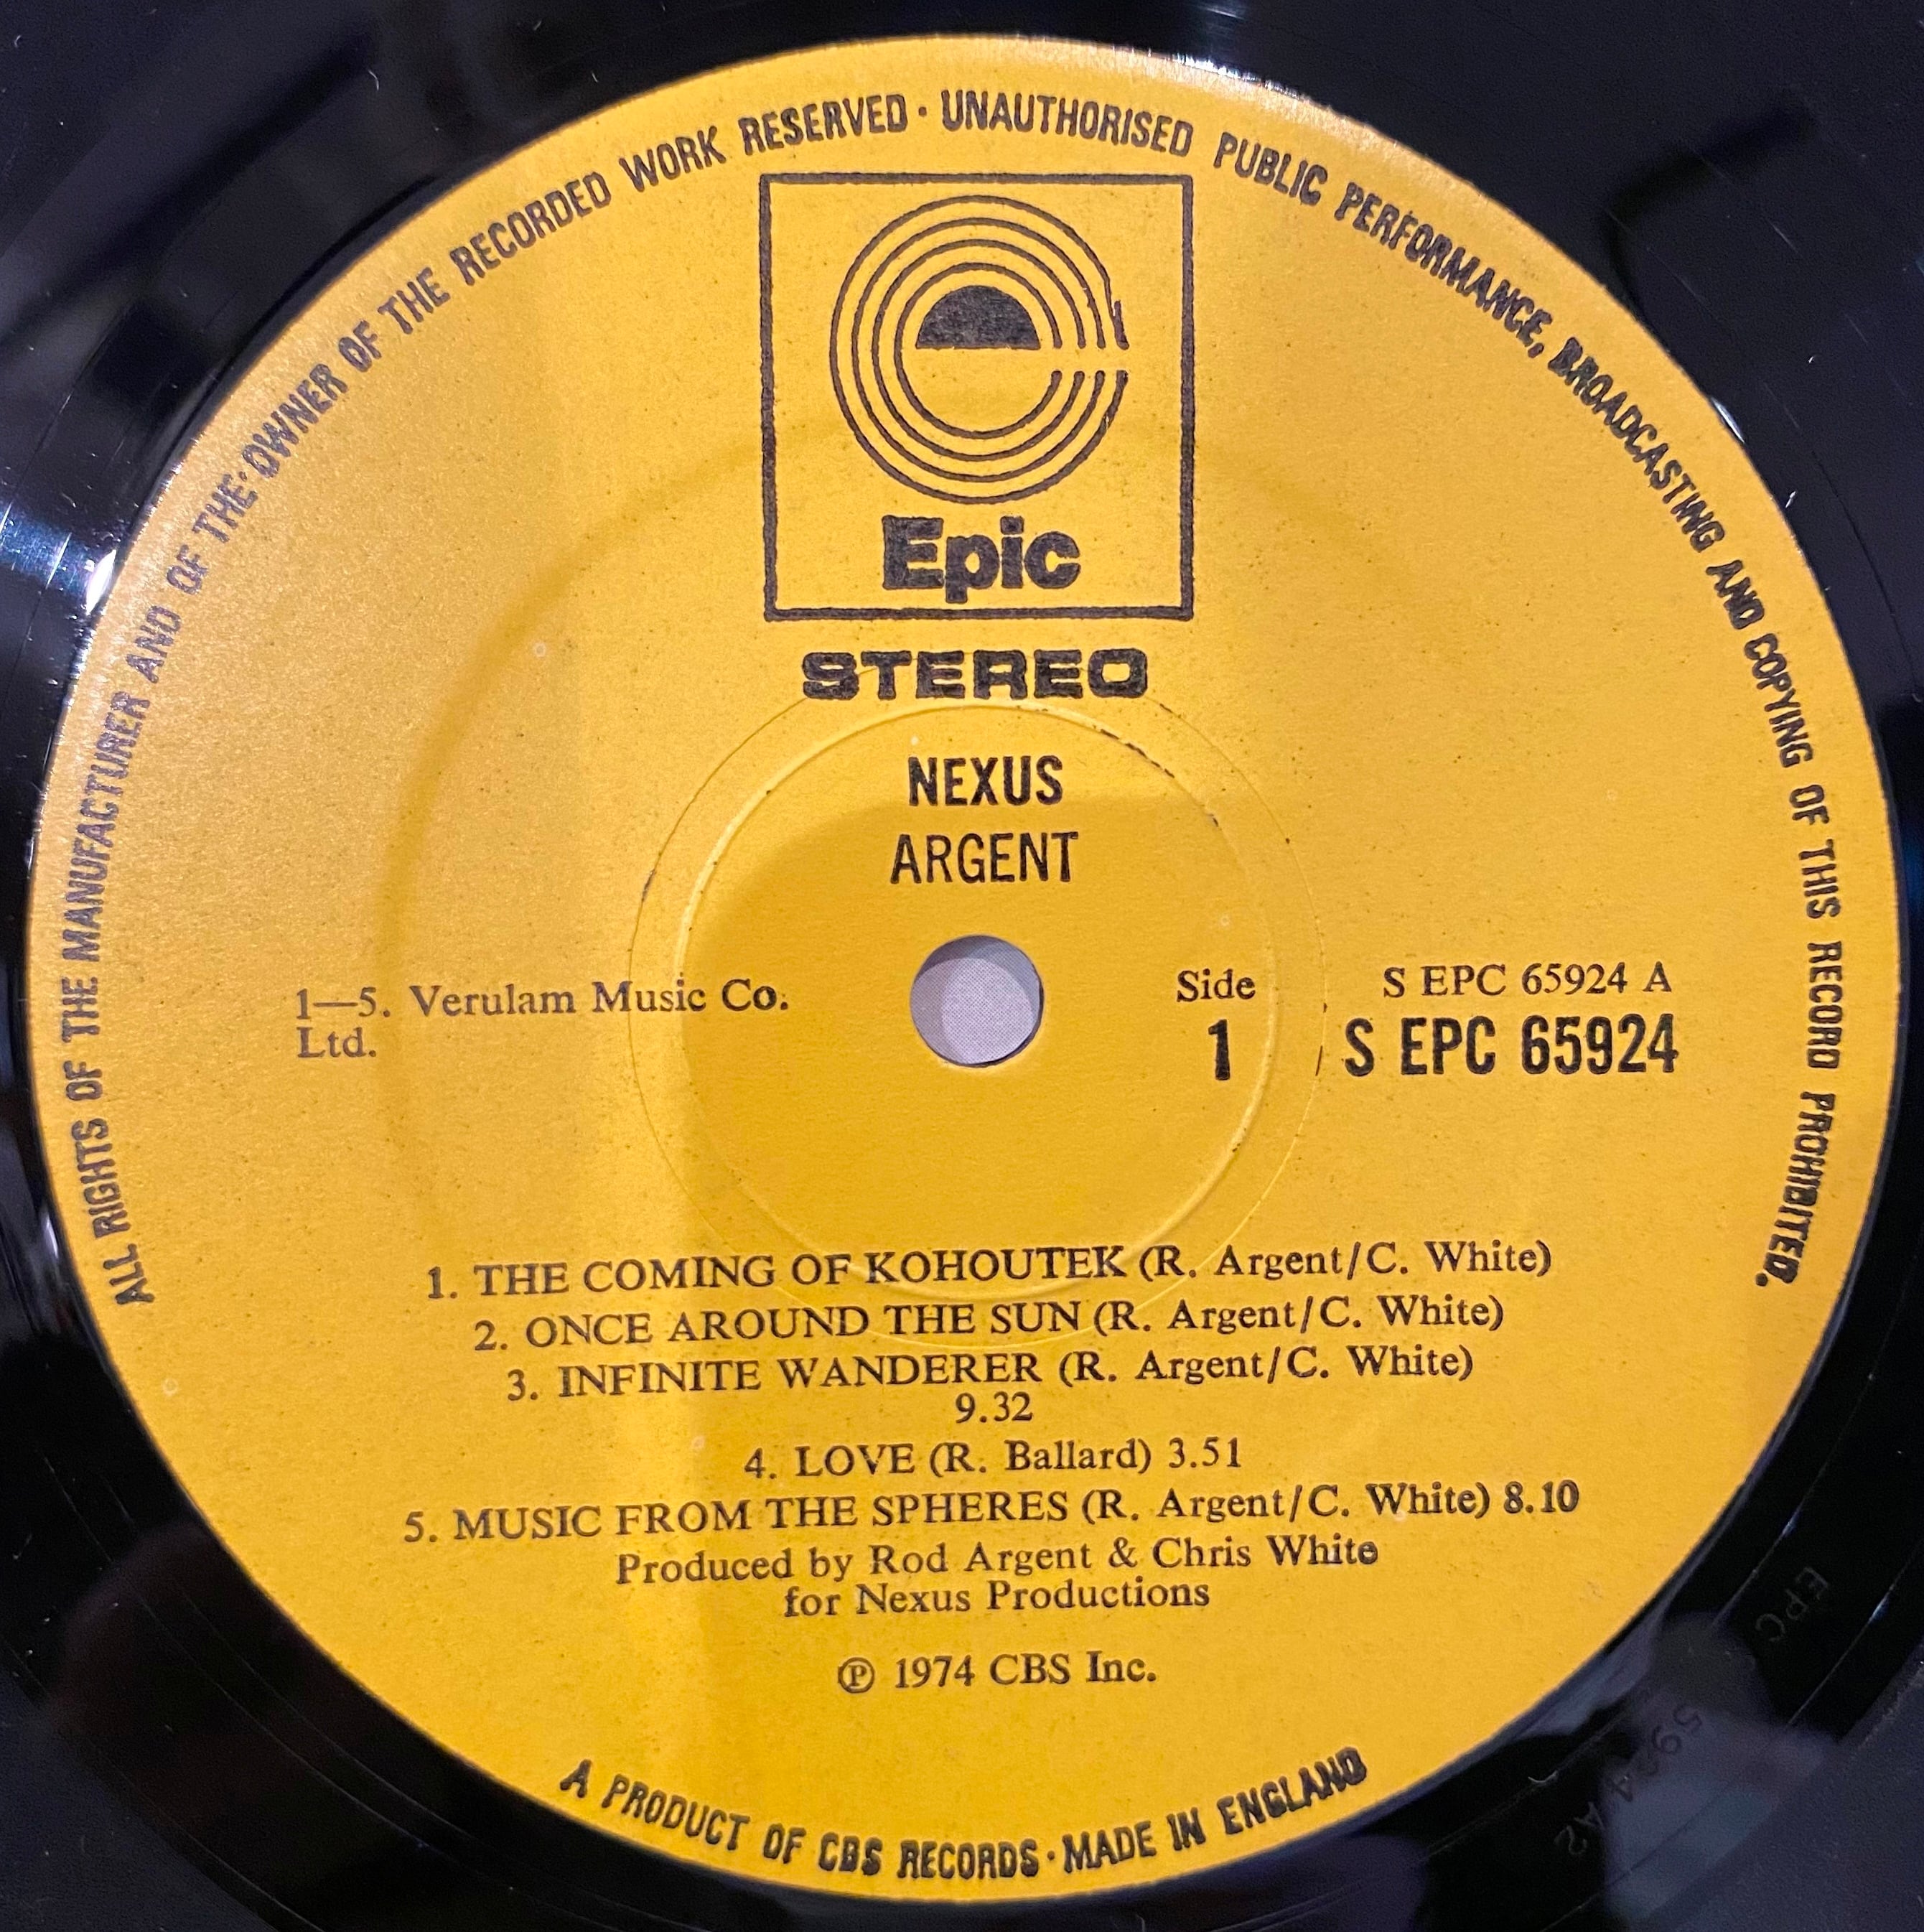 ALL RIGHTS OF THE MANUFACTURER AND OF THE OWNER OF THE RECORDED WORK RESERVED · UNAUTHORISED PUBLIC PERFORMANCE, BROADCASTING AND COPYING OF THIS RECORD PROHIBITED.
Epic
STEREO
NEXUS
ARGENT
1—5. Verulam Music Co.
Ltd.
Side
1
S EPC 65924 A
S EPC 65924
1. THE COMING OF KOHOUTEK (R. Argent/C. White)
2. ONCE AROUND THE SUN (R. Argent/C. White)
3. INFINITE WANDERER (R. Argent/C. White)
9.32
4. LOVE (R. Ballard) 3.51
5. MUSIC FROM THE SPHERES (R. Argent/C. White) 8.10
Produced by Rod Argent & Chris White
for Nexus Productions
Ⓟ 1974 CBS Inc.
A PRODUCT OF CBS RECORDS · MADE IN ENGLAND
EPC